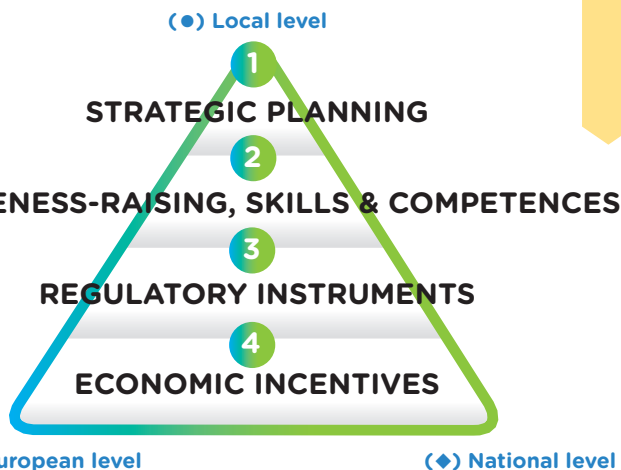 (●) Local level
1
STRATEGIC PLANNING
2
ENESS-RAISING, SKILLS & COMPETENCES
3
REGULATORY INSTRUMENTS
4
ECONOMIC INCENTIVES
uropean level
(◆) National level